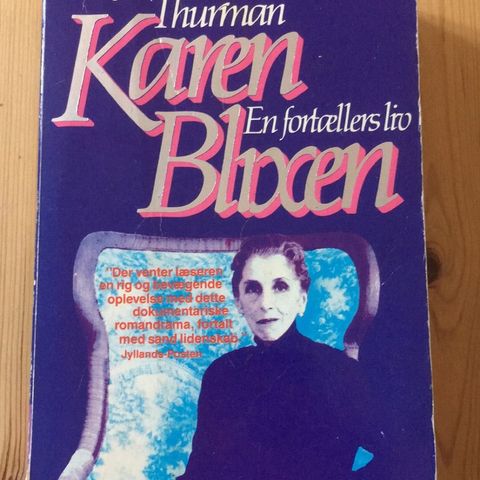 Thurman
Karen
En fortællers liv
Blixen
"Der venter læseren
en rig og bevægende
oplevelse med dette
dokumentariske
romandrama, fortalt
med sand lidenskab.
Jyllands-Posten